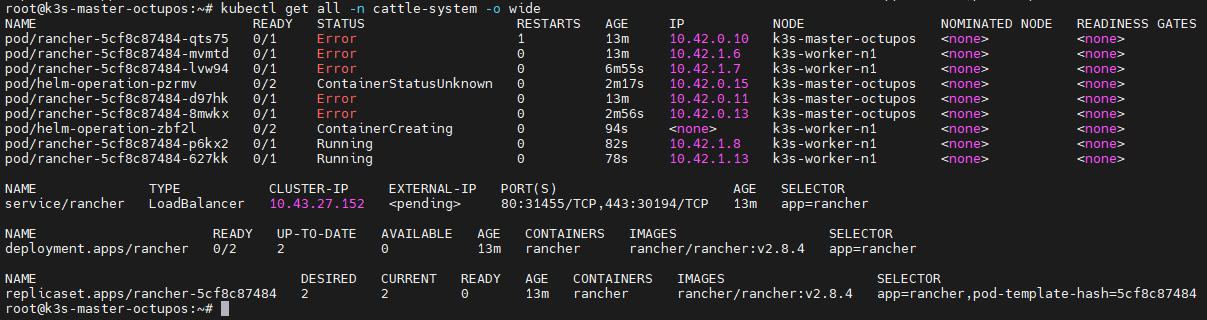 root@k3s-master-octupos:~# kubectl get all -n cattle-system -o wide
NAME READY STATUS RESTARTS AGE IP NODE NOMINATED NODE READINESS GATES
pod/rancher-5cf8c87484-qts75 0/1 Error 1 13m 10.42.0.10 k3s-master-octupos <none> <none>
pod/rancher-5cf8c87484-mvmtd 0/1 Error 0 13m 10.42.1.6 k3s-worker-n1 <none> <none>
pod/rancher-5cf8c87484-lvw94 0/1 Error 0 6m55s 10.42.1.7 k3s-worker-n1 <none> <none>
pod/helm-operation-pzrmv 0/2 ContainerStatusUnknown 0 2m17s 10.42.0.15 k3s-master-octupos <none> <none>
pod/rancher-5cf8c87484-d97hk 0/1 Error 0 13m 10.42.0.11 k3s-master-octupos <none> <none>
pod/rancher-5cf8c87484-8mwkx 0/1 Error 0 2m56s 10.42.0.13 k3s-master-octupos <none> <none>
pod/helm-operation-zbf2l 0/2 ContainerCreating 0 94s <none> k3s-worker-n1 <none> <none>
pod/rancher-5cf8c87484-p6kx2 0/1 Running 0 82s 10.42.1.8 k3s-worker-n1 <none> <none>
pod/rancher-5cf8c87484-627kk 0/1 Running 0 78s 10.42.1.13 k3s-worker-n1 <none> <none>
NAME TYPE CLUSTER-IP EXTERNAL-IP PORT(S) AGE SELECTOR
service/rancher LoadBalancer 10.43.27.152 <pending> 80:31455/TCP,443:30194/TCP 13m app=rancher
NAME READY UP-TO-DATE AVAILABLE AGE CONTAINERS IMAGES SELECTOR
deployment.apps/rancher 0/2 2 0 13m rancher rancher/rancher:v2.8.4 app=rancher
NAME DESIRED CURRENT READY AGE CONTAINERS IMAGES SELECTOR
replicaset.apps/rancher-5cf8c87484 2 2 0 13m rancher rancher/rancher:v2.8.4 app=rancher,pod-template-hash=5cf8c87484
root@k3s-master-octupos:~#